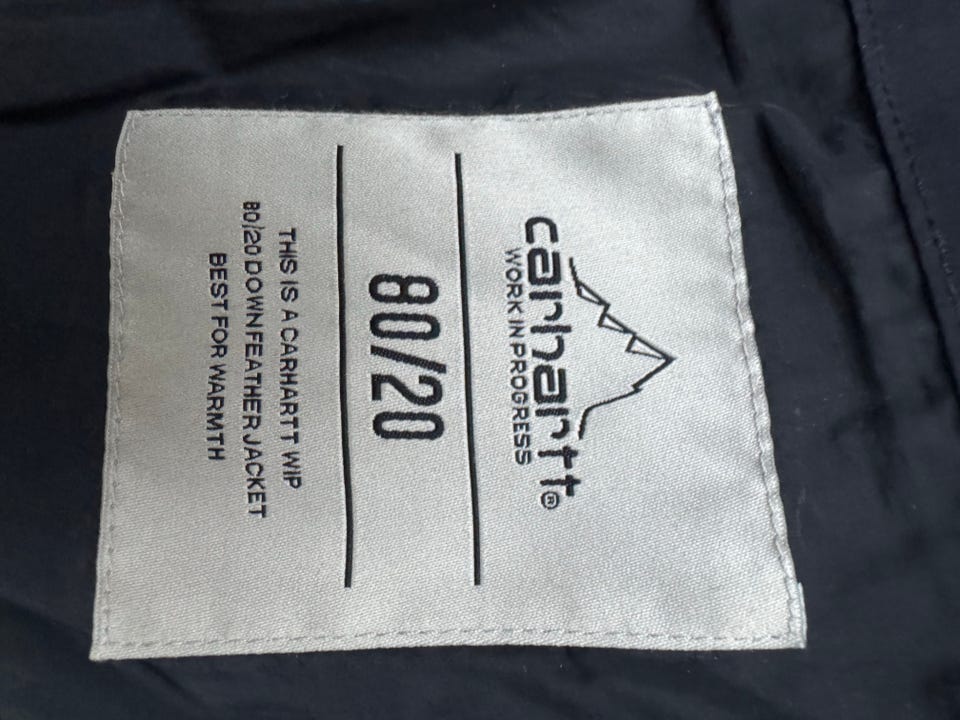 carhartt®
WORK IN PROGRESS
80/20
THIS IS A CARHARTT WIP
80/20 DOWN FEATHER JACKET
BEST FOR WARMTH